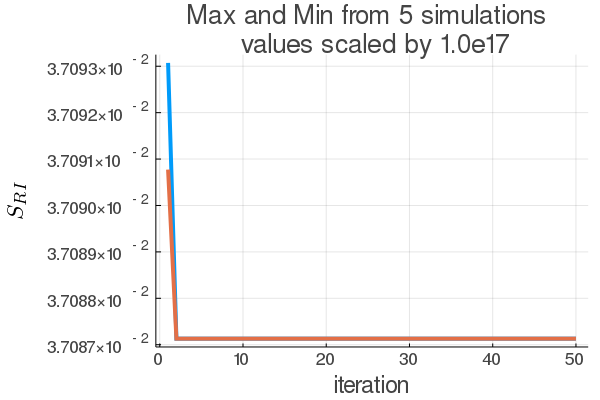 Max and Min from 5 simulations
values scaled by 1.0e17
3.7093×10 - 2
3.7092×10 - 2
3.7091×10 - 2
3.7090×10 - 2
3.7089×10 - 2
3.7088×10 - 2
3.7087×10 - 2
S_{RI}
0 10 20 30 40 50
iteration